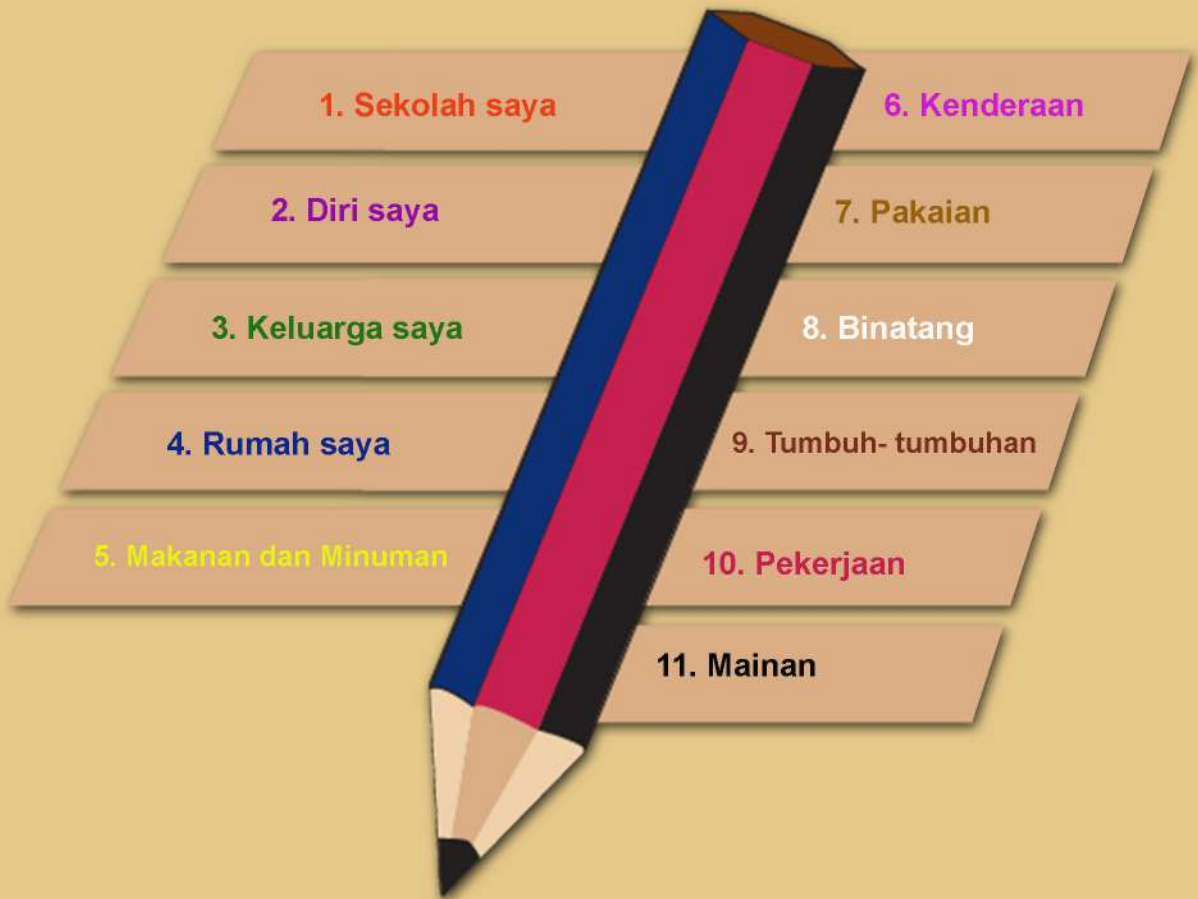 1. Sekolah saya
2. Diri saya
3. Keluarga saya
4. Rumah saya
5. Makanan dan Minuman
6. Kenderaan
7. Pakaian
8. Binatang
9. Tumbuh- tumbuhan
10. Pekerjaan
11. Mainan